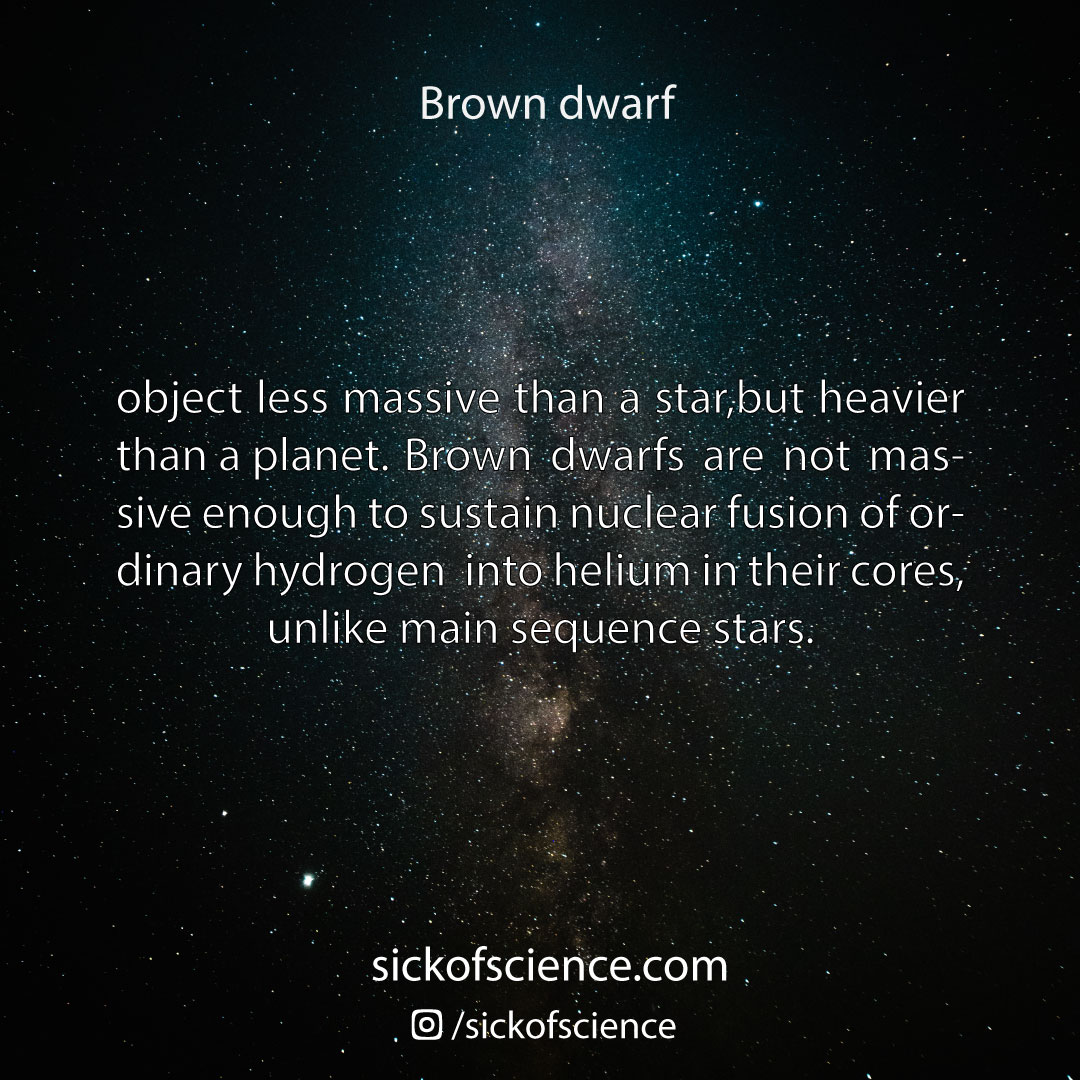 Brown dwarf
object less massive than a star,but heavier
than a planet. Brown dwarfs are not mas-
sive enough to sustain nuclear fusion of or-
dinary hydrogen into helium in their cores,
unlike main sequence stars.
sickofscience.com
/sickofscience